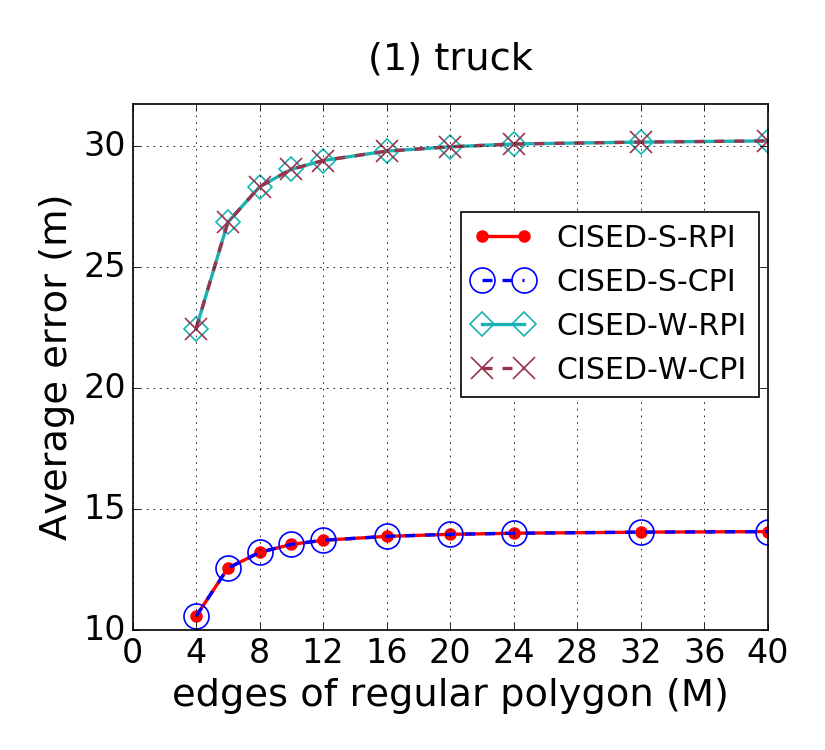 (1) truck
Average error (m)
30
25
20
15
10
CISED-S-RPI
CISED-S-CPI
CISED-W-RPI
CISED-W-CPI
0 4 8 12 16 20 24 28 32 36 40
edges of regular polygon (M)